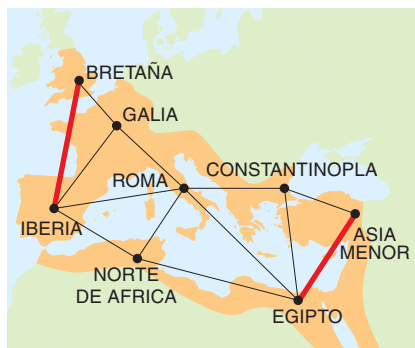 BRETAÑA
GALIA
ROMA
CONSTANTINOPLA
IBERIA
ASIA
MENOR
NORTE
DE AFRICA
EGIPTO